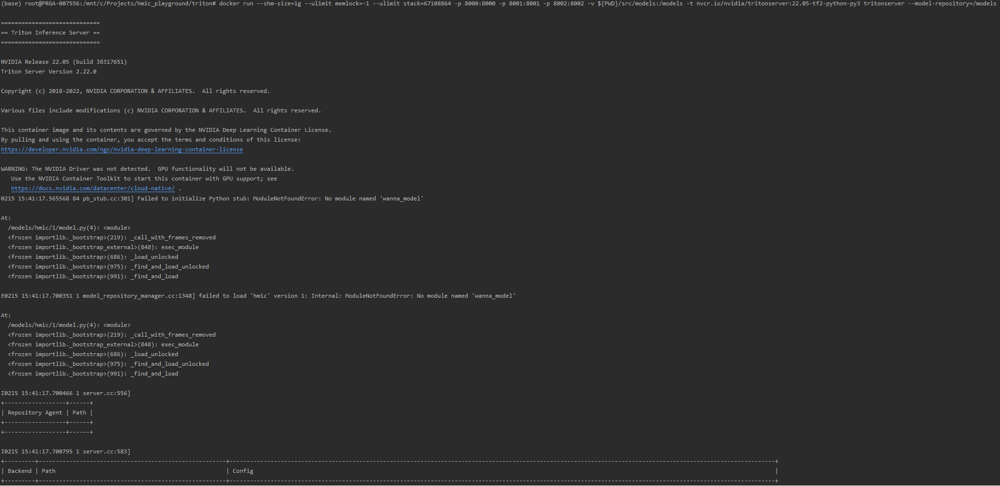 (base) root@PRGA-007556:/mnt/c/Projects/hmic_playground/triton# docker run --shm-size=1g --ulimit memlock=-1 --ulimit stack=67108864 -p 8000:8000 -p 8001:8001 -p 8002:8002 -v ${PWD}/src/models:/models -t nvcr.io/nvidia/tritonserver:22.05-tf2-python-py3 tritonserver --model-repository=/models
=============================
== Triton Inference Server ==
=============================
NVIDIA Release 22.05 (build 38317651)
Triton Server Version 2.22.0
Copyright (c) 2018-2022, NVIDIA CORPORATION & AFFILIATES.  All rights reserved.
Various files include modifications (c) NVIDIA CORPORATION & AFFILIATES.  All rights reserved.
This container image and its contents are governed by the NVIDIA Deep Learning Container License.
By pulling and using the container, you accept the terms and conditions of this license:
https://developer.nvidia.com/ngc/nvidia-deep-learning-container-license
WARNING: The NVIDIA Driver was not detected.  GPU functionality will not be available.
   Use the NVIDIA Container Toolkit to start this container with GPU support; see
   https://docs.nvidia.com/datacenter/cloud-native/ .
0215 15:41:17.565568 84 pb_stub.cc:301] Failed to initialize Python stub: ModuleNotFoundError: No module named 'wanna_model'
At:
  /models/hmic/1/model.py(4): <module>
  <frozen importlib._bootstrap>(219): _call_with_frames_removed
  <frozen importlib._bootstrap_external>(848): exec_module
  <frozen importlib._bootstrap>(686): _load_unlocked
  <frozen importlib._bootstrap>(975): _find_and_load_unlocked
  <frozen importlib._bootstrap>(991): _find_and_load
E0215 15:41:17.700351 1 model_repository_manager.cc:1348] failed to load 'hmic' version 1: Internal: ModuleNotFoundError: No module named 'wanna_model'
At:
  /models/hmic/1/model.py(4): <module>
  <frozen importlib._bootstrap>(219): _call_with_frames_removed
  <frozen importlib._bootstrap_external>(848): exec_module
  <frozen importlib._bootstrap>(686): _load_unlocked
  <frozen importlib._bootstrap>(975): _find_and_load_unlocked
  <frozen importlib._bootstrap>(991): _find_and_load
I0215 15:41:17.700466 1 server.cc:556]
+------------------+------+
| Repository Agent | Path |
+------------------+------+
+------------------+------+
I0215 15:41:17.700795 1 server.cc:583]
+---------+-------------------------------------------------------+----------------------------------------------------------------------------------------------------------------------------------------------------------------+
| Backend | Path                                                  | Config                                                                                                                                                         |
+---------+-------------------------------------------------------+----------------------------------------------------------------------------------------------------------------------------------------------------------------+